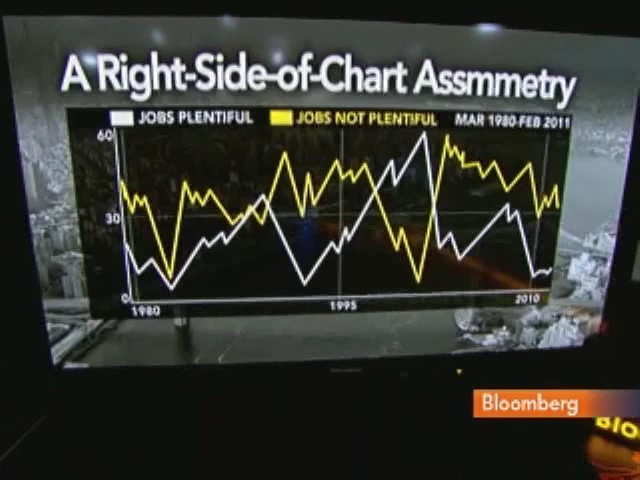 A Right-Side-of-Chart Assmmetry
JOBS PLENTIFUL JOBS NOT PLENTIFUL MAR 1980-FEB 2011
60
30
0
1980 1995 2010
Bloomberg
BLO